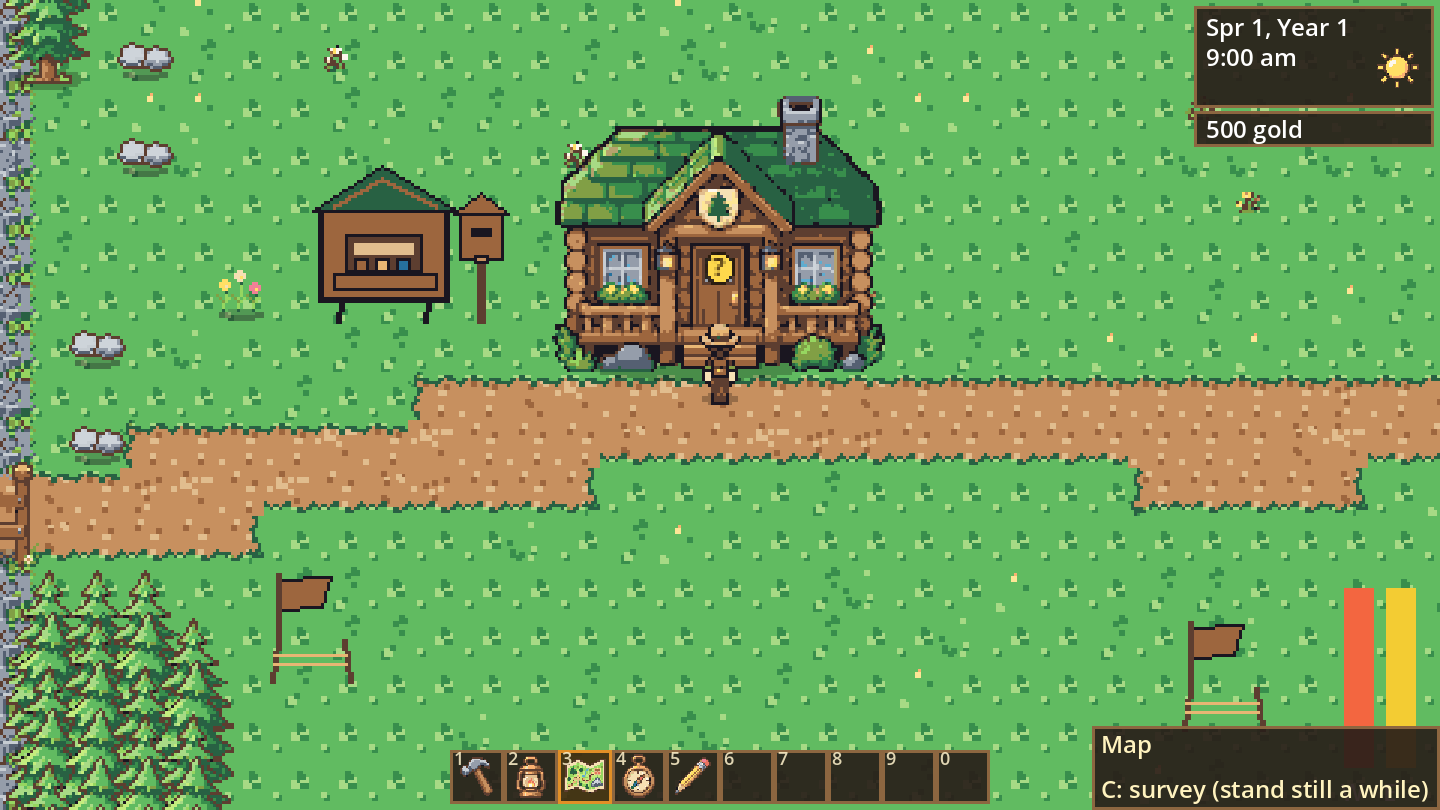 Spr 1, Year 1
9:00 am
500 gold
?
1 2 3 4 5 6 7 8 9 0
Map
C: survey (stand still a while)